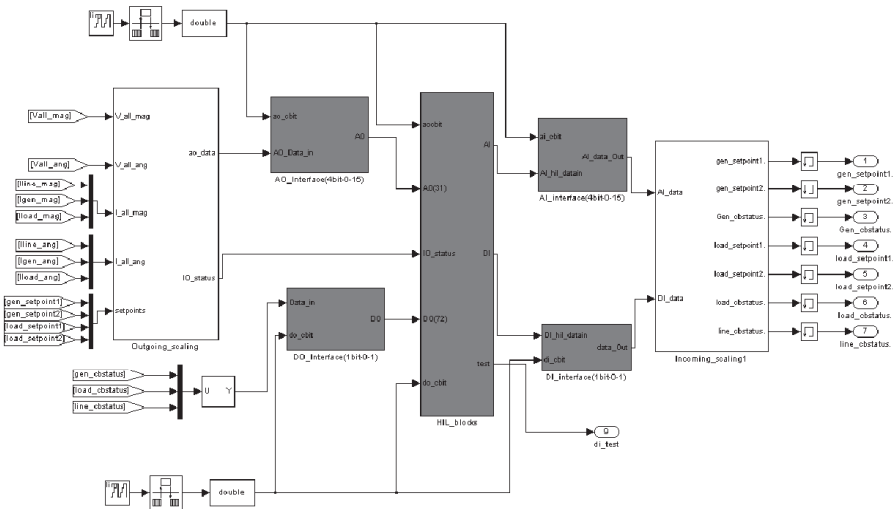 double
[Vall_mag]
[Vall_ang]
[Iline_mag]
[Igen_mag]
[Iload_mag]
[Iline_ang]
[Igen_ang]
[Iload_ang]
[gen_setpoint1]
[gen_setpoint2]
[load_setpoint1]
[load_setpoint2]
V_all_mag
V_all_ang
I_all_mag
I_all_ang
setpoints
ao_data
IO_status
Outgoing_scaling
ao_cbit
AO_Data_in
AO
AO_Interface(4bit-0-15)
Data_in
do_cbit
DO
DO_Interface(1bit-0-1)
[gen_cbstatus]
[load_cbstatus]
[line_cbstatus]
U
Y
aocbit
AO(31)
IO_status
DO(72)
do_cbit
AI
DI
test
HIL_blocks
ai_cbit
AI_hil_datain
AI_data_Out
AI_interface(4bit-0-15)
DI_hil_datain
di_cbit
data_Out
DI_interface(1bit-0-1)
AI_data
DI_data
gen_setpoint1.
gen_setpoint2.
Gen_cbstatus.
load_setpoint1.
load_setpoint2.
load_cbstatus.
line_cbstatus.
Incoming_scaling1
1
gen_setpoint1.
2
gen_setpoint2.
3
Gen_cbstatus.
4
load_setpoint1.
5
load_setpoint2.
6
load_cbstatus.
7
line_cbstatus.
9
di_test
double